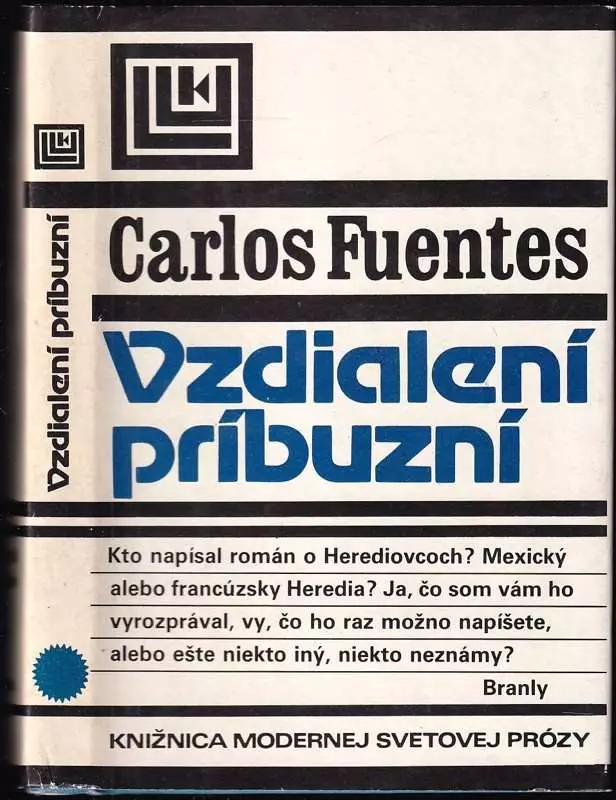 Carlos Fuentes
Vzdialení
príbuzní
Kto napísal román o Herediovcoch? Mexický
alebo francúzsky Heredia? Ja, čo som vám ho
vyrozprával, vy, čo ho raz možno napíšete,
alebo ešte niekto iný, niekto neznámy?
Branly
KNIŽNICA MODERNEJ SVETOVEJ PRÓZY
Vzdialení príbuzní